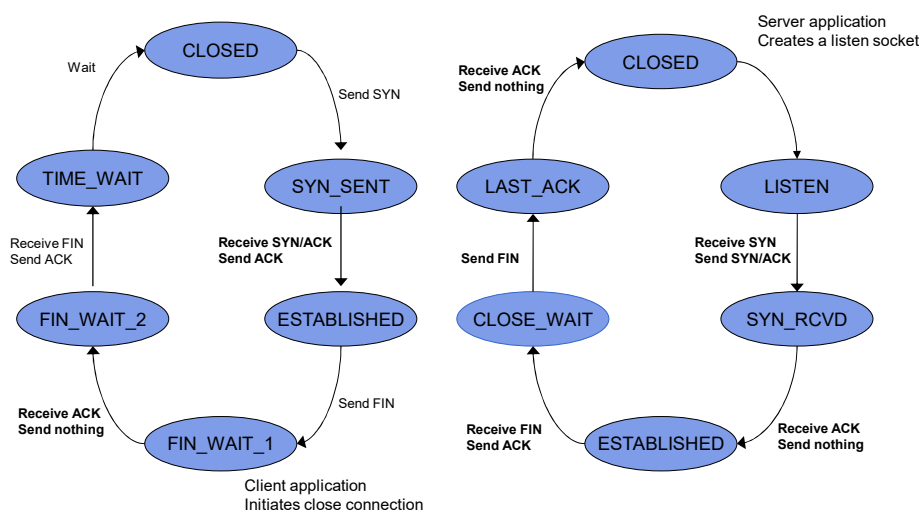 CLOSED
Wait
Send SYN
TIME_WAIT
SYN_SENT
Receive FIN
Send ACK
Receive SYN/ACK
Send ACK
FIN_WAIT_2
ESTABLISHED
Receive ACK
Send nothing
Send FIN
FIN_WAIT_1
Client application
Initiates close connection
Server application
Creates a listen socket
CLOSED
Receive ACK
Send nothing
LAST_ACK
LISTEN
Send FIN
Receive SYN
Send SYN/ACK
CLOSE_WAIT
SYN_RCVD
Receive FIN
Send ACK
Receive ACK
Send nothing
ESTABLISHED